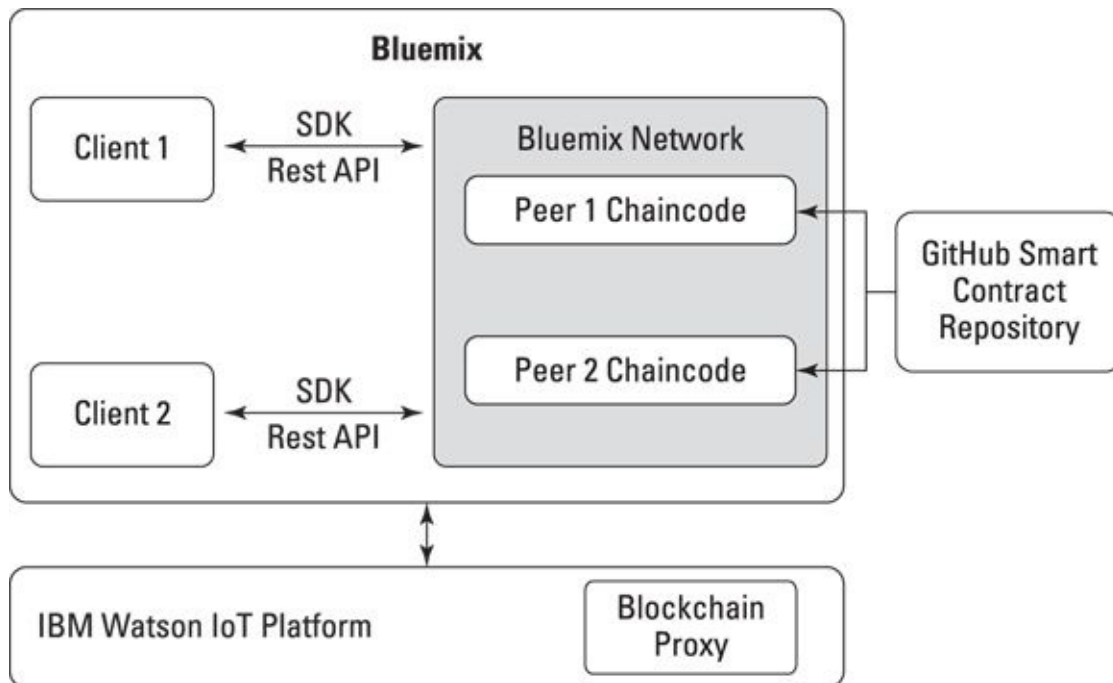 Bluemix
Client 1
SDK
Rest API
Bluemix Network
Peer 1 Chaincode
GitHub Smart
Contract
Repository
Peer 2 Chaincode
Client 2
SDK
Rest API
IBM Watson IoT Platform
Blockchain
Proxy